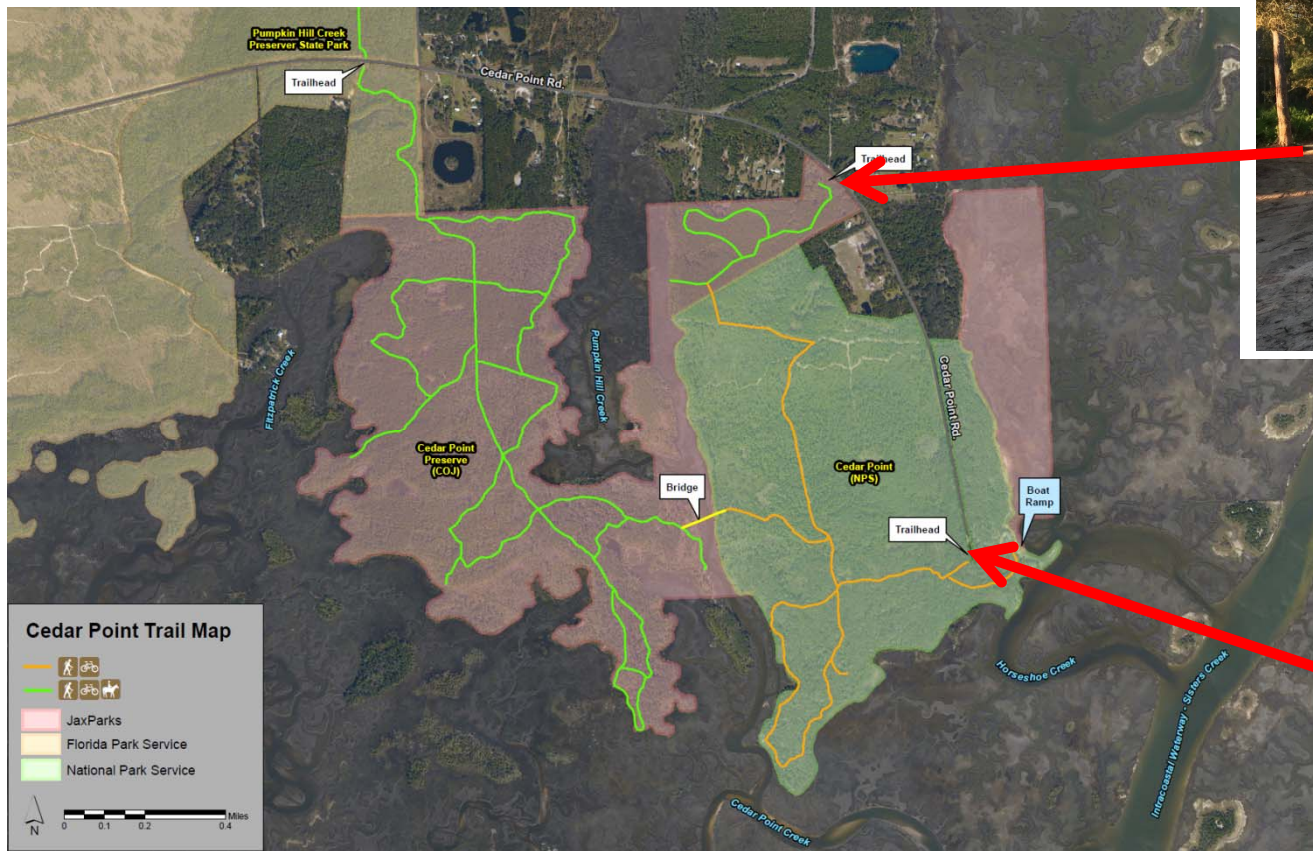 Pumpkin Hill Creek
Preserver State Park
Trailhead
Cedar Point Rd.
Trailhead
Fitzpatrick Creek
Pumpkin Hill Creek
Cedar Point Rd.
Cedar Point
Preserve
(COJ)
Cedar Point
(NPS)
Bridge
Boat
Ramp
Trailhead
Horseshoe Creek
Intracoastal Waterway - Sisters Creek
Cedar Point Creek
Cedar Point Trail Map
JaxParks
Florida Park Service
National Park Service
N
0 0.1 0.2 0.4
Miles